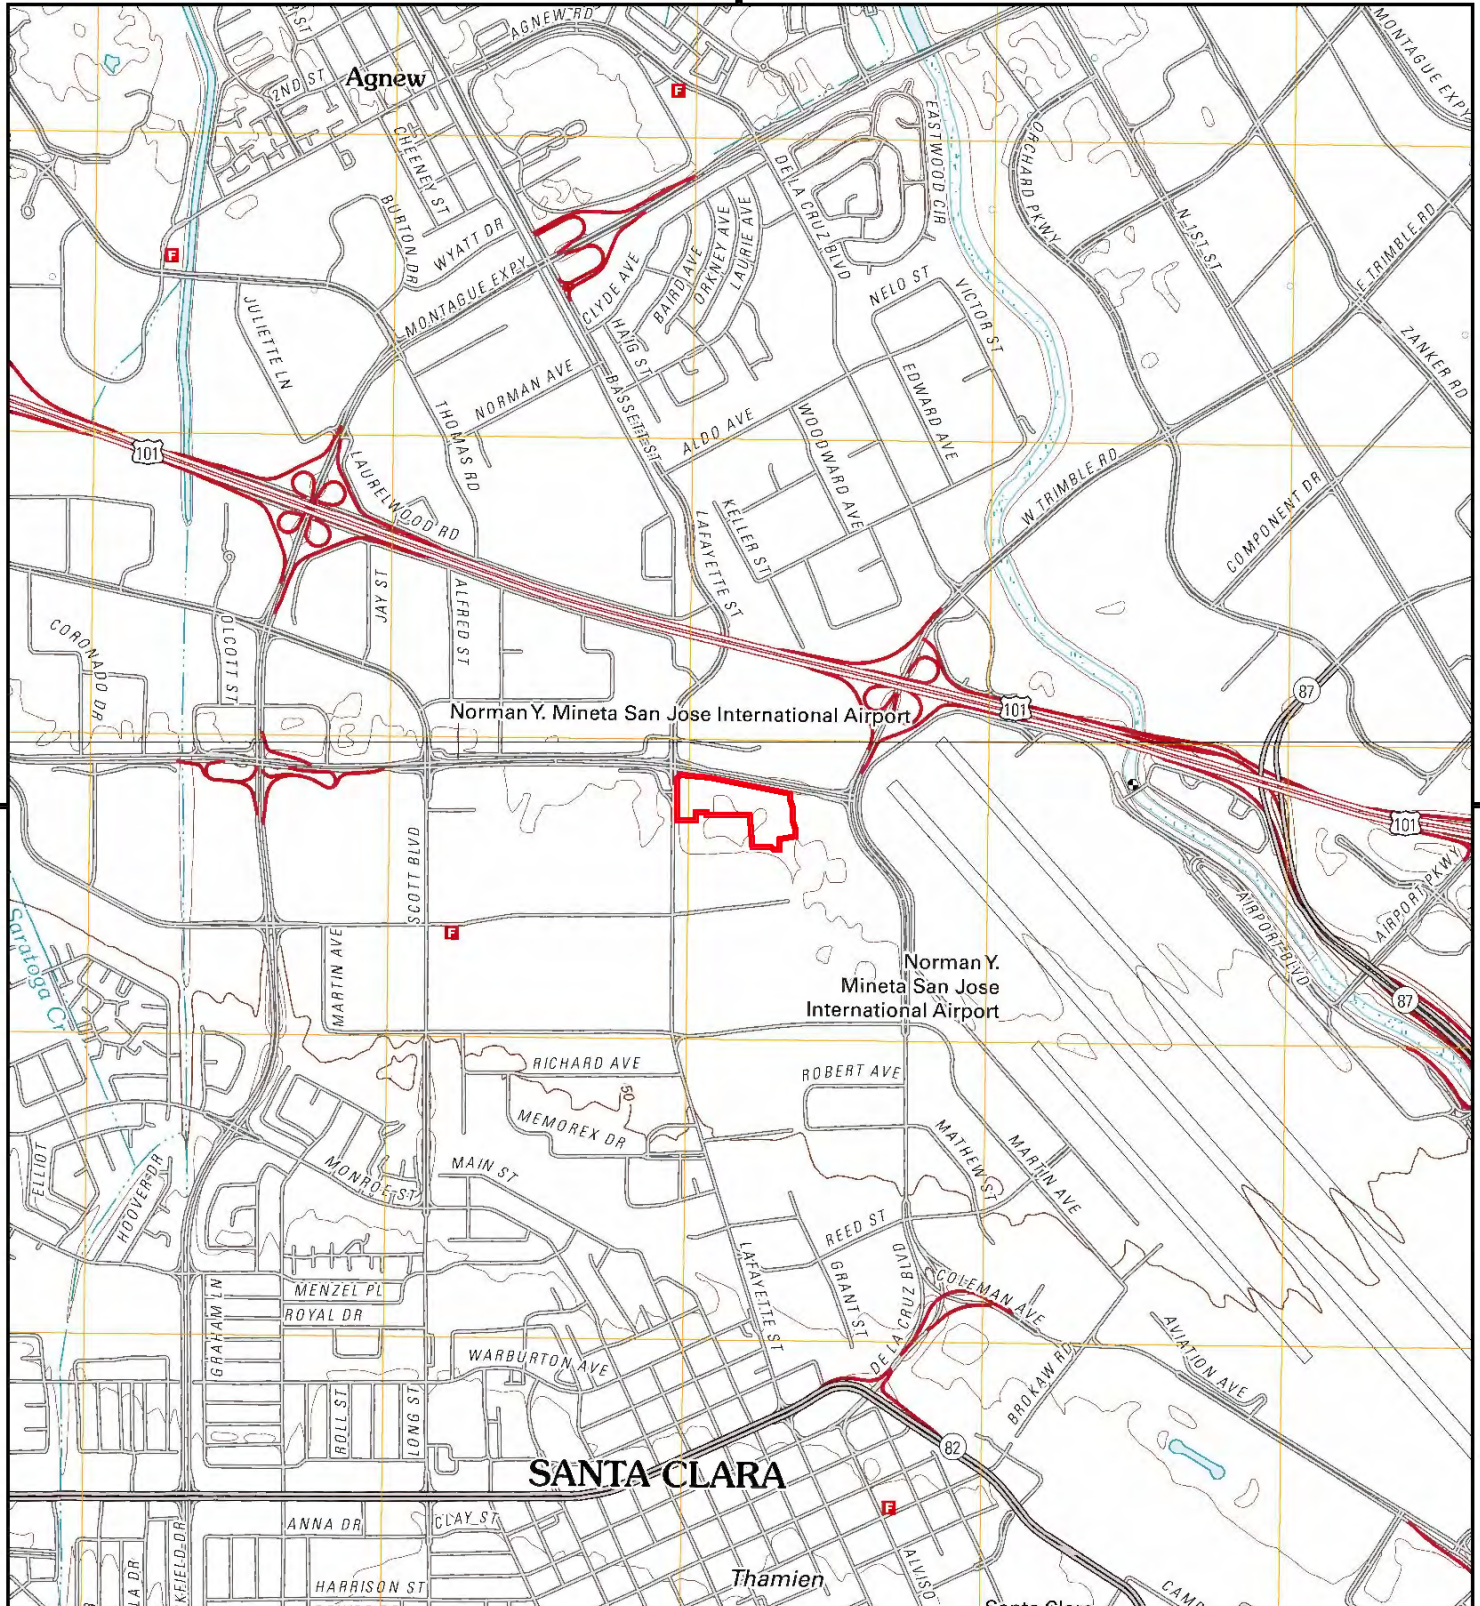 AGNEW RD
MONTAGUE EXPY
2ND ST
Agnew
F
CHEENEY ST
EASTWOOD CIR
ORCHARD PKWY
DE LA CRUZ BLVD
BURTON DR
WYATT DR
N 1ST ST
E TRIMBLE RD
F
MONTAGUE EXPY
CLYDE AVE
BAIRD AVE
ORKNEY AVE
LAURIE AVE
NELO ST
VICTOR ST
JULIETTE LN
HAIG ST
ZANKER RD
NORMAN AVE
BASSETT ST
EDWARD AVE
THOMAS RD
ALDO AVE
WOODWARD AVE
101
LAURELWOOD RD
W TRIMBLE RD
COMPONENT DR
KELLER ST
LAFAYETTE ST
JAY ST
ALFRED ST
CORONADO DR
OLCOTT ST
87
Norman Y. Mineta San Jose International Airport
101
101
SCOTT BLVD
AIRPORT PKWY
AIRPORT BLVD
Saratoga Cr
F
MARTIN AVE
Norman Y.
Mineta San Jose
International Airport
87
RICHARD AVE
ROBERT AVE
50
MEMOREX DR
MATHEW ST
MARTIN AVE
ELLIOT
HOOVER DR
MONROE ST
MAIN ST
REED ST
LAFAYETTE ST
GRANT ST
DE LA CRUZ BLVD
COLEMAN AVE
GRAHAM LN
MENZEL PL
ROYAL DR
WARBURTON AVE
AVIATION AVE
BROKAW RD
ROLL ST
LONG ST
82
SANTA CLARA
F
ANNA DR
CLAY ST
KFIELD DR
LA DR
HARRISON ST
Thamien
ALVISO
CAMO
Santa Clara